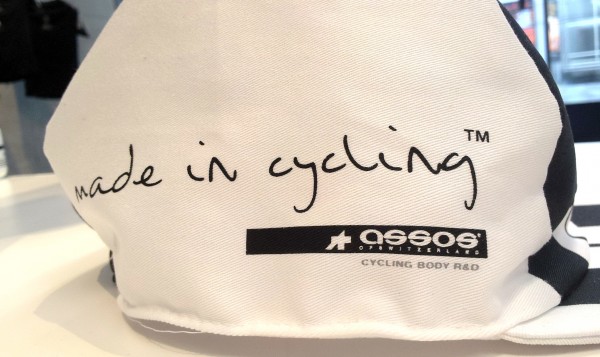 made in cycling™
assos®
OF SWITZERLAND
CYCLING BODY R&D